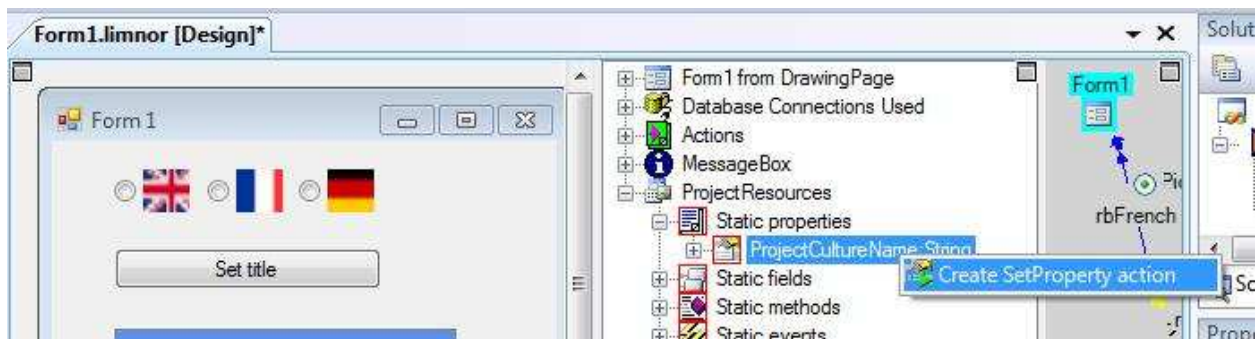 Form1.limnor [Design]*
Form 1
Set title
Form1 from DrawingPage
Database Connections Used
Actions
MessageBox
ProjectResources
Static properties
ProjectCultureName String
Create SetProperty action
Static fields
Static methods
Static events
Form1
rbFrench